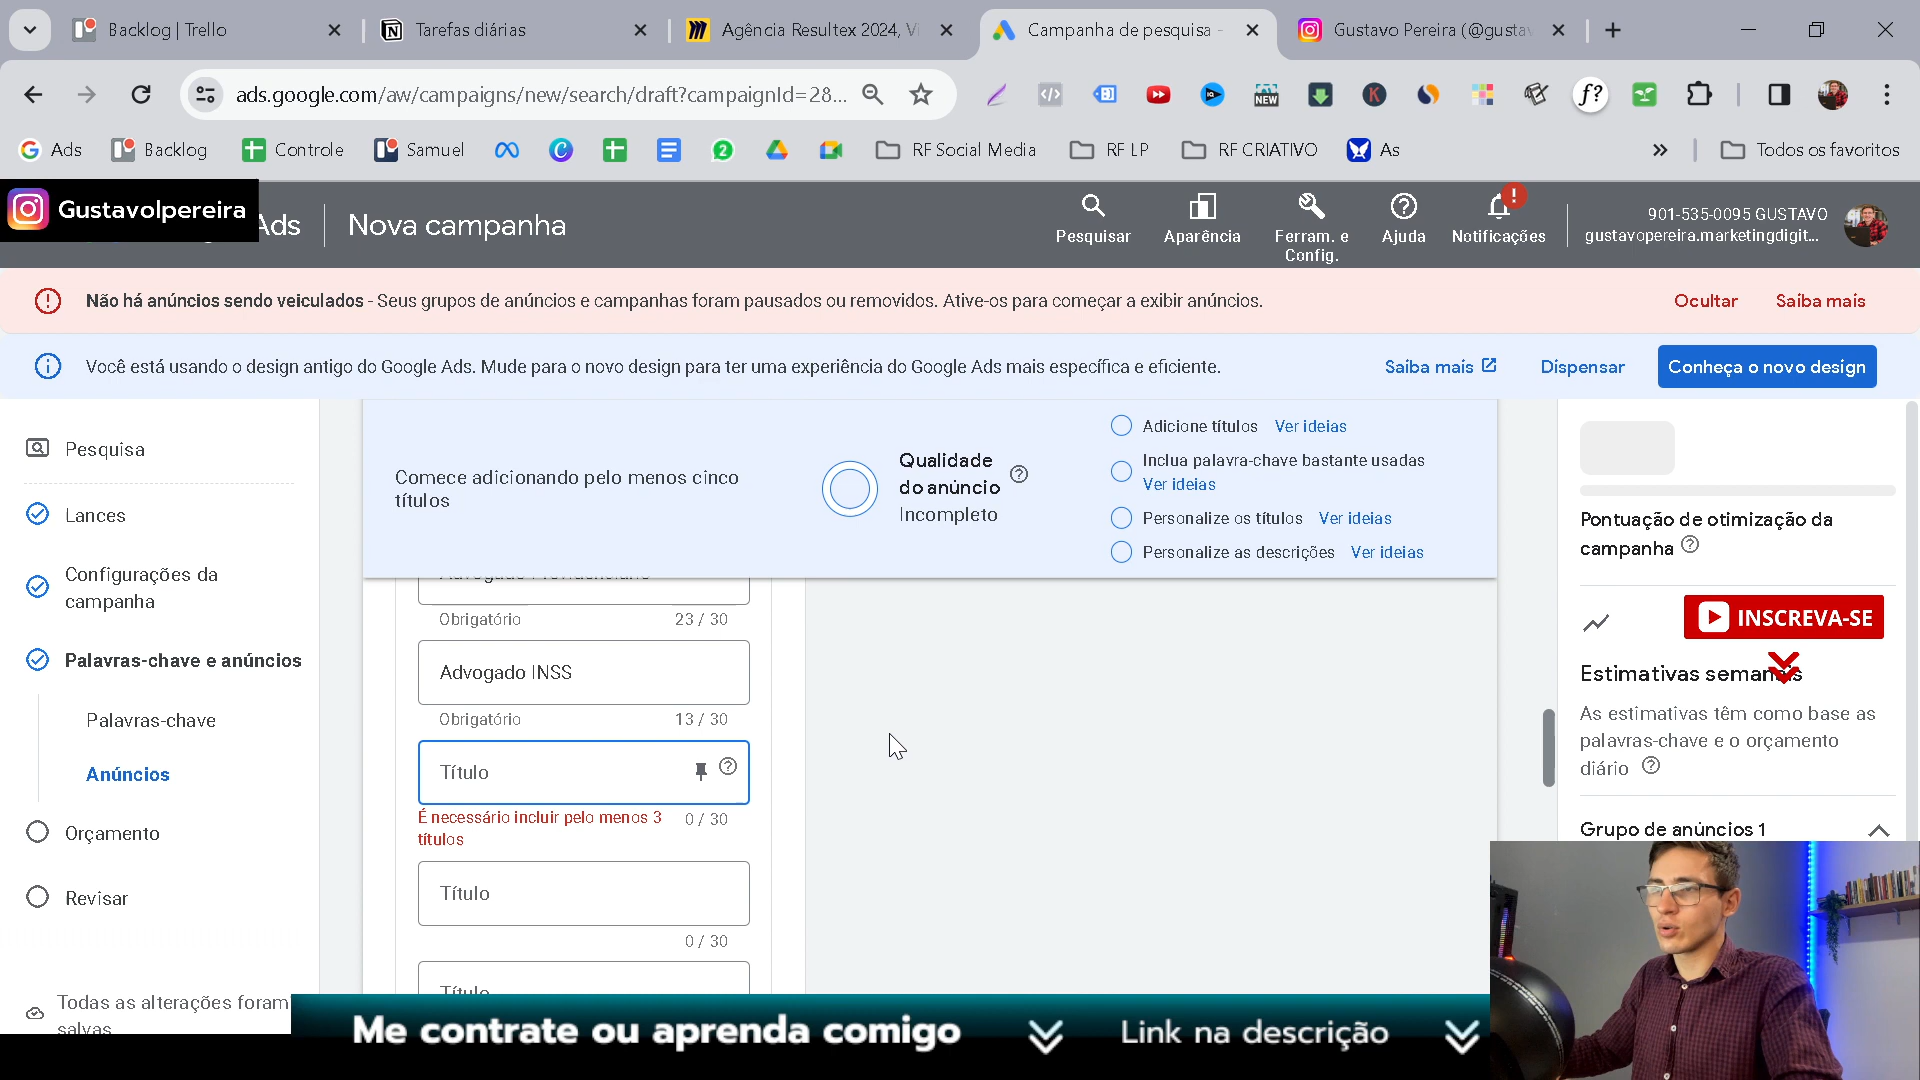 Backlog | Trello
Tarefas diárias
Agência Resultex 2024, Vi
Campanha de pesquisa -
Gustavo Pereira (@gustav
ads.google.com/aw/campaigns/new/search/draft?campaignId=28...
NEW
K
f?
Ads
Backlog
Controle
Samuel
2
RF Social Media
RF LP
RF CRIATIVO
As
Todos os favoritos
Gustavolpereira
Ads
Nova campanha
Pesquisar
Aparência
Ferram. e
Config.
Ajuda
Notificações
901-535-0095 GUSTAVO
gustavopereira.marketingdigit...
Não há anúncios sendo veiculados - Seus grupos de anúncios e campanhas foram pausados ou removidos. Ative-os para começar a exibir anúncios.
Ocultar
Saiba mais
Você está usando o design antigo do Google Ads. Mude para o novo design para ter uma experiência do Google Ads mais específica e eficiente.
Saiba mais
Dispensar
Conheça o novo design
Pesquisa
Lances
Configurações da
campanha
Palavras-chave e anúncios
Palavras-chave
Anúncios
Orçamento
Revisar
Todas as alterações foram
salvas
Comece adicionando pelo menos cinco
títulos
Qualidade
do anúncio
Incompleto
Adicione títulos Ver ideias
Inclua palavra-chave bastante usadas
Ver ideias
Personalize os títulos Ver ideias
Personalize as descrições Ver ideias
Obrigatório 23 / 30
Advogado INSS
Obrigatório 13 / 30
Título
É necessário incluir pelo menos 3
títulos
0 / 30
Título
0 / 30
Título
Pontuação de otimização da
campanha
INSCREVA-SE
Estimativas semanais
As estimativas têm como base as
palavras-chave e o orçamento
diário
Grupo de anúncios 1
Me contrate ou aprenda comigo
Link na descrição